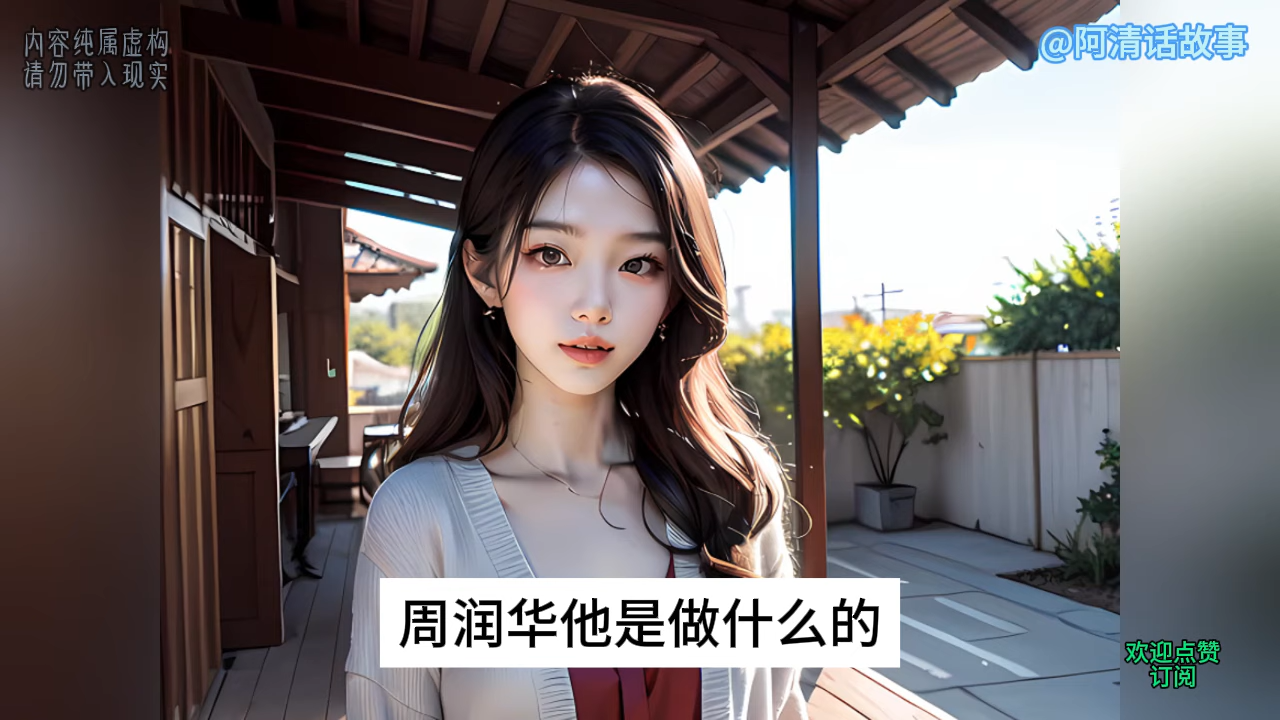 内容纯属虚构
请勿带入现实
@阿清话故事
周润华他是做什么的
欢迎点赞
订阅